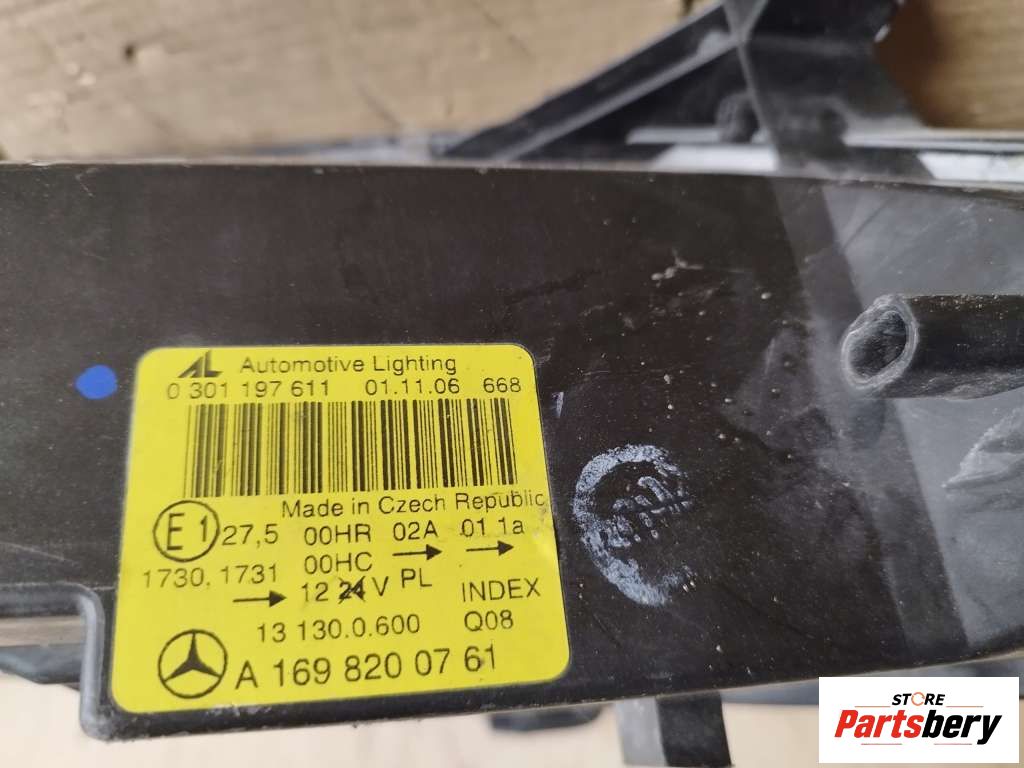 AL Automotive Lighting
0 301 197 611 01.11.06 668
Made in Czech Republic
E1 27,5 00HR 02A 01 1a
00HC → →
1730, 1731 → 12 24 V PL INDEX
13 130.0.600 Q08
A 169 820 07 61
STORE
Partsbery